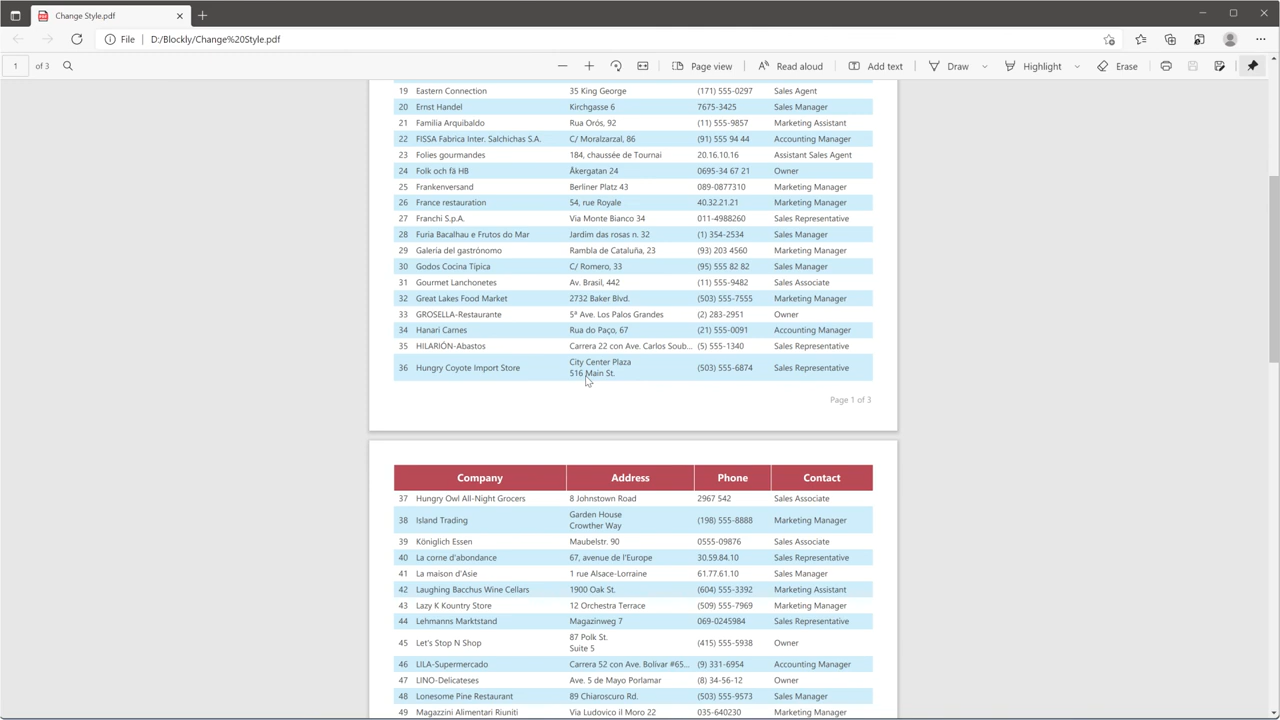 Change Style.pdf
File D:/Blockly/Change%20Style.pdf
1 of 3 Page view Read aloud Add text Draw Highlight Erase
19 Eastern Connection 35 King George (171) 555-0297 Sales Agent
20 Ernst Handel Kirchgasse 6 7675-3425 Sales Manager
21 Familia Arquibaldo Rua Orós, 92 (11) 555-9857 Marketing Assistant
22 FISSA Fabrica Inter. Salchichas S.A. C/ Moralzarzal, 86 (91) 555 94 44 Accounting Manager
23 Folies gourmandes 184, chaussée de Tournai 20.16.10.16 Assistant Sales Agent
24 Folk och fä HB Åkergatan 24 0695-34 67 21 Owner
25 Frankenversand Berliner Platz 43 089-0877310 Marketing Manager
26 France restauration 54, rue Royale 40.32.21.21 Marketing Manager
27 Franchi S.p.A. Via Monte Bianco 34 011-4988260 Sales Representative
28 Furia Bacalhau e Frutos do Mar Jardim das rosas n. 32 (1) 354-2534 Sales Manager
29 Galería del gastrónomo Rambla de Cataluña, 23 (93) 203 4560 Marketing Manager
30 Godos Cocina Típica C/ Romero, 33 (95) 555 82 82 Sales Manager
31 Gourmet Lanchonetes Av. Brasil, 442 (11) 555-9482 Sales Associate
32 Great Lakes Food Market 2732 Baker Blvd. (503) 555-7555 Marketing Manager
33 GROSELLA-Restaurante 5ª Ave. Los Palos Grandes (2) 283-2951 Owner
34 Hanari Carnes Rua do Paço, 67 (21) 555-0091 Accounting Manager
35 HILARIÓN-Abastos Carrera 22 con Ave. Carlos Soub... (5) 555-1340 Sales Representative
36 Hungry Coyote Import Store City Center Plaza
516 Main St. (503) 555-6874 Sales Representative
Page 1 of 3
Company Address Phone Contact
37 Hungry Owl All-Night Grocers 8 Johnstown Road 2967 542 Sales Associate
38 Island Trading Garden House
Crowther Way (198) 555-8888 Marketing Manager
39 Königlich Essen Maubelstr. 90 0555-09876 Sales Associate
40 La corne d'abondance 67, avenue de l'Europe 30.59.84.10 Sales Representative
41 La maison d'Asie 1 rue Alsace-Lorraine 61.77.61.10 Sales Manager
42 Laughing Bacchus Wine Cellars 1900 Oak St. (604) 555-3392 Marketing Assistant
43 Lazy K Kountry Store 12 Orchestra Terrace (509) 555-7969 Marketing Manager
44 Lehmanns Marktstand Magazinweg 7 069-0245984 Sales Representative
45 Let's Stop N Shop 87 Polk St.
Suite 5 (415) 555-5938 Owner
46 LILA-Supermercado Carrera 52 con Ave. Bolívar #65... (9) 331-6954 Accounting Manager
47 LINO-Delicateses Ave. 5 de Mayo Porlamar (8) 34-56-12 Owner
48 Lonesome Pine Restaurant 89 Chiaroscuro Rd. (503) 555-9573 Sales Manager
49 Magazzini Alimentari Riuniti Via Ludovico il Moro 22 035-640230 Marketing Manager